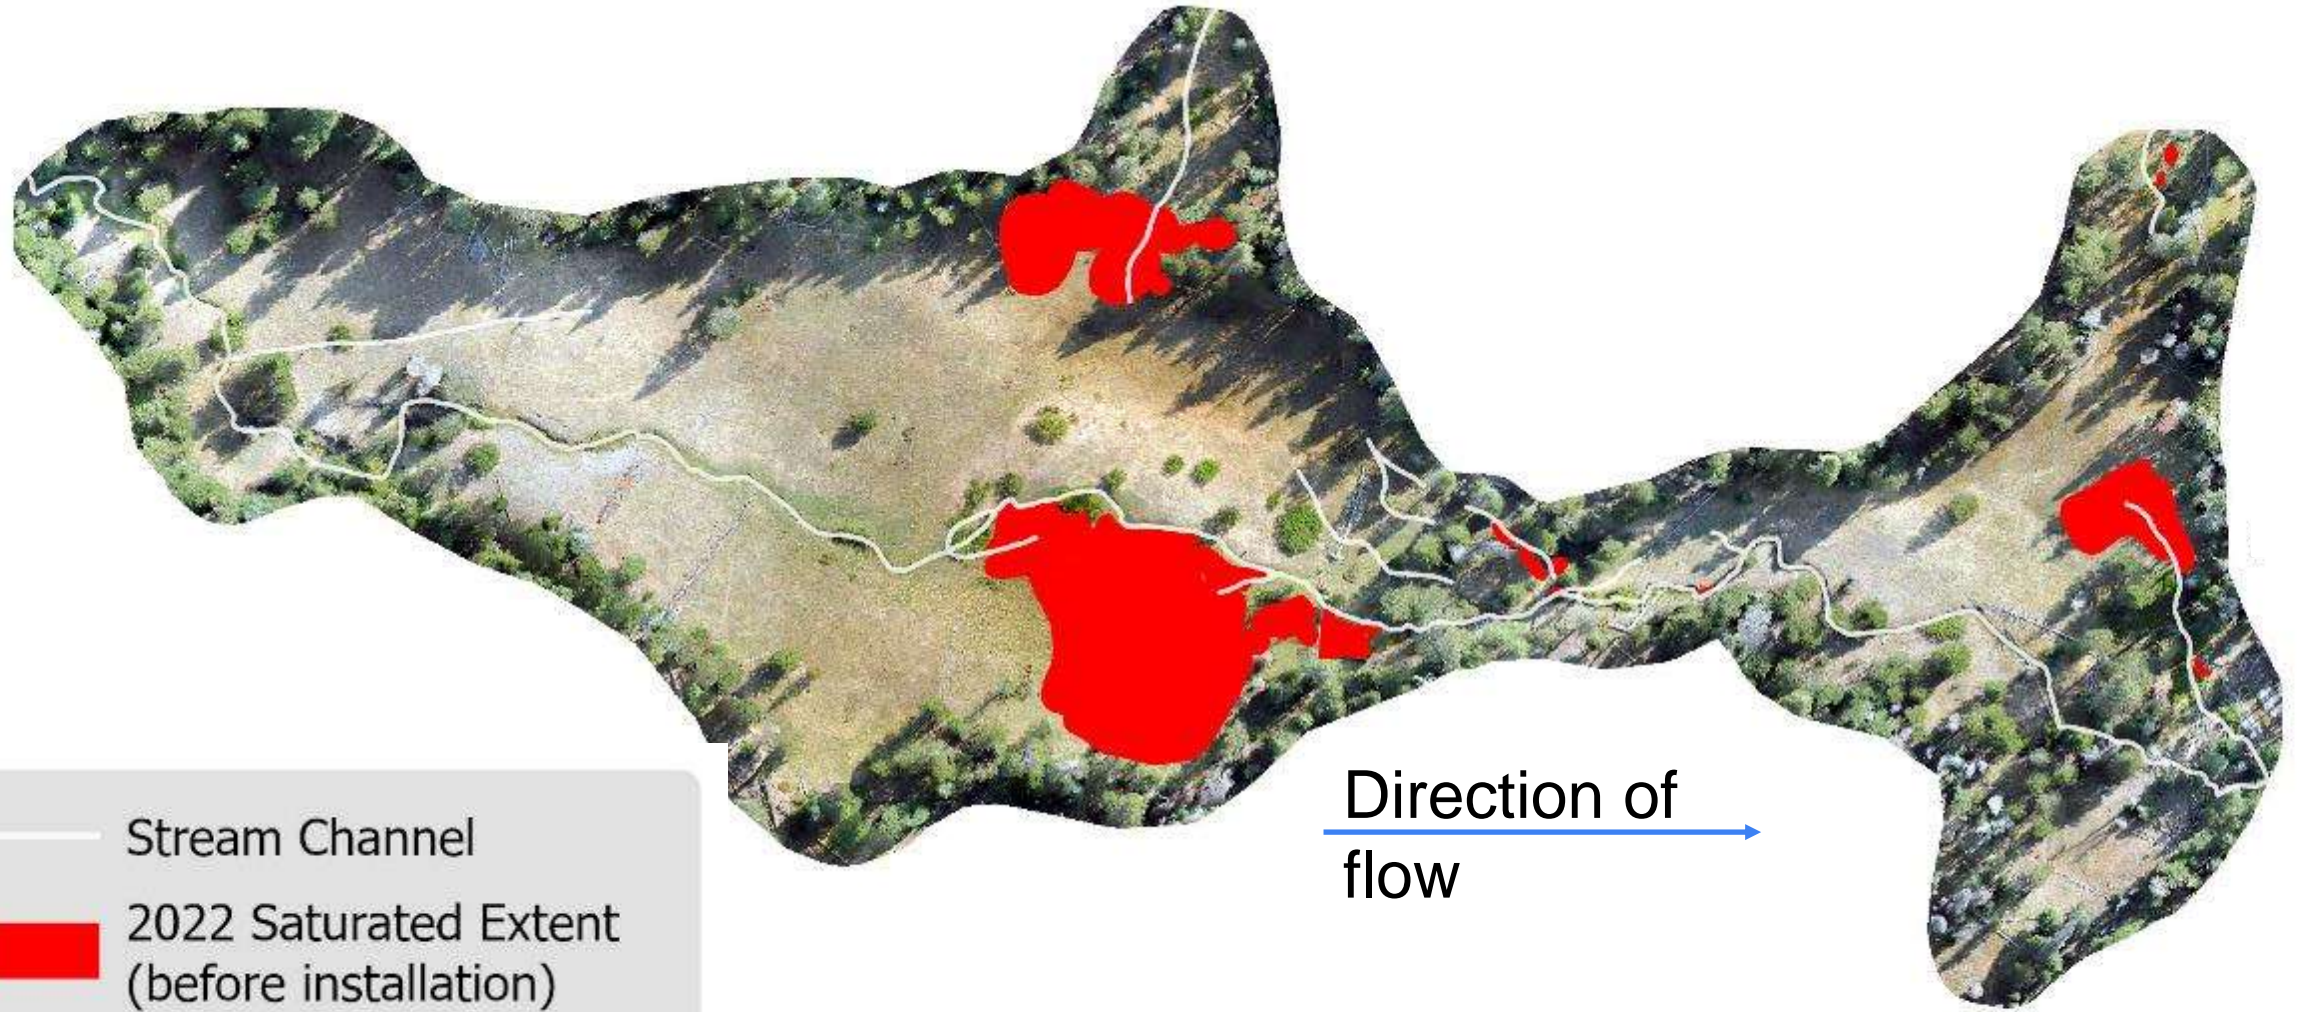 Direction of
flow
Stream Channel
2022 Saturated Extent
(before installation)